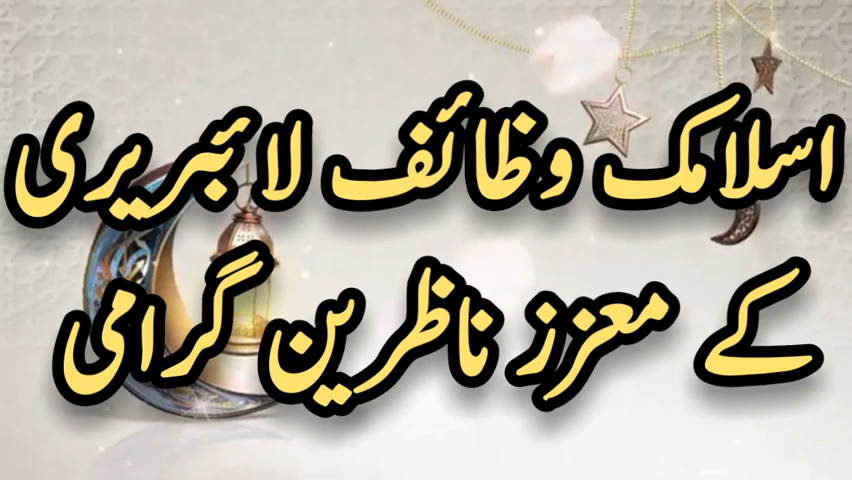 اسلامک وظائف لائبریری
کے معزز ناظرین گرامی